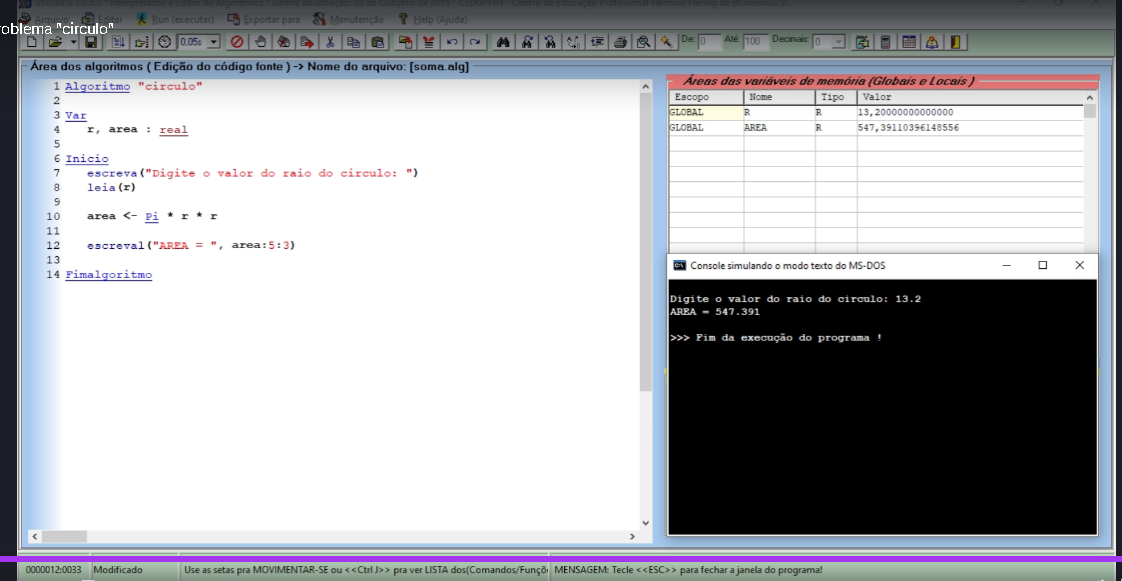 roblema "circulo"
Arquivo Editar Run (executar) Exportar para Manutenção Help (Ajuda)
0.05s De: 0 Até: 100 Decimais: 0
Área dos algoritmos ( Edição do código fonte ) -> Nome do arquivo: [soma.alg]
1 Algoritmo "circulo"
2
3 Var
4 r, area : real
5
6 Inicio
7 escreva("Digite o valor do raio do circulo: ")
8 leia(r)
9
10 area <- Pi * r * r
11
12 escreval("AREA = ", area:5:3)
13
14 Fimalgoritmo
Áreas das variáveis de memória (Globais e Locais )
Escopo Nome Tipo Valor
GLOBAL R R 13,20000000000000
GLOBAL AREA R 547,39110396148556
Console simulando o modo texto do MS-DOS
Digite o valor do raio do circulo: 13.2
AREA = 547.391
>>> Fim da execução do programa !
0000012:0033 Modificado Use as setas pra MOVIMENTAR-SE ou <<Ctrl J>> pra ver LISTA dos(Comandos/Funçõ MENSAGEM: Tecle <<ESC>> para fechar a janela do programa!